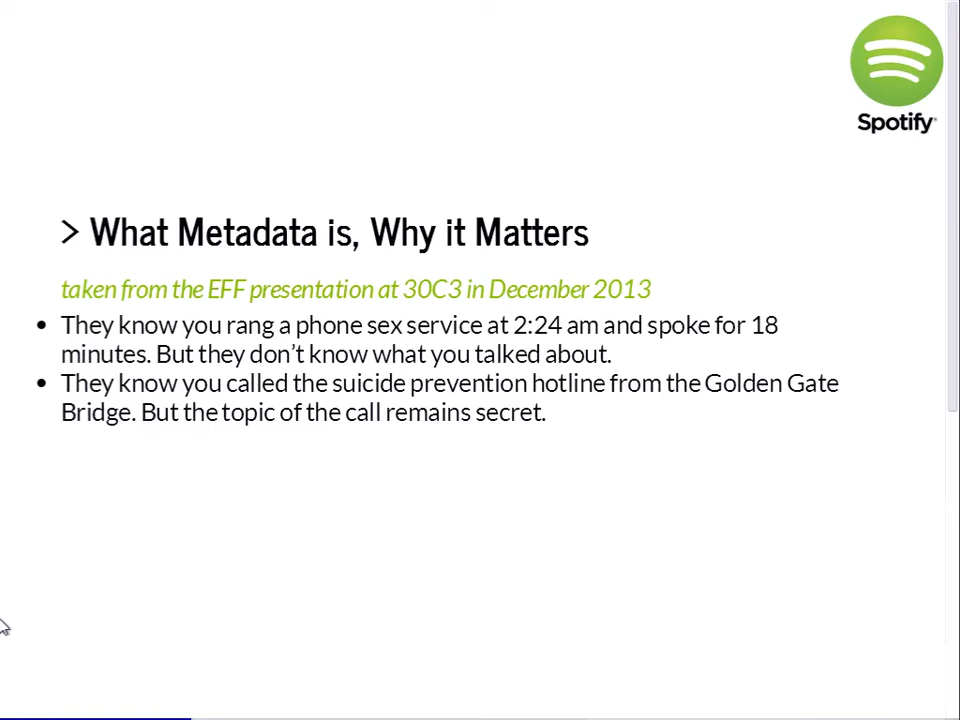 Spotify
> What Metadata is, Why it Matters
taken from the EFF presentation at 30C3 in December 2013
• They know you rang a phone sex service at 2:24 am and spoke for 18
minutes. But they don’t know what you talked about.
• They know you called the suicide prevention hotline from the Golden Gate
Bridge. But the topic of the call remains secret.